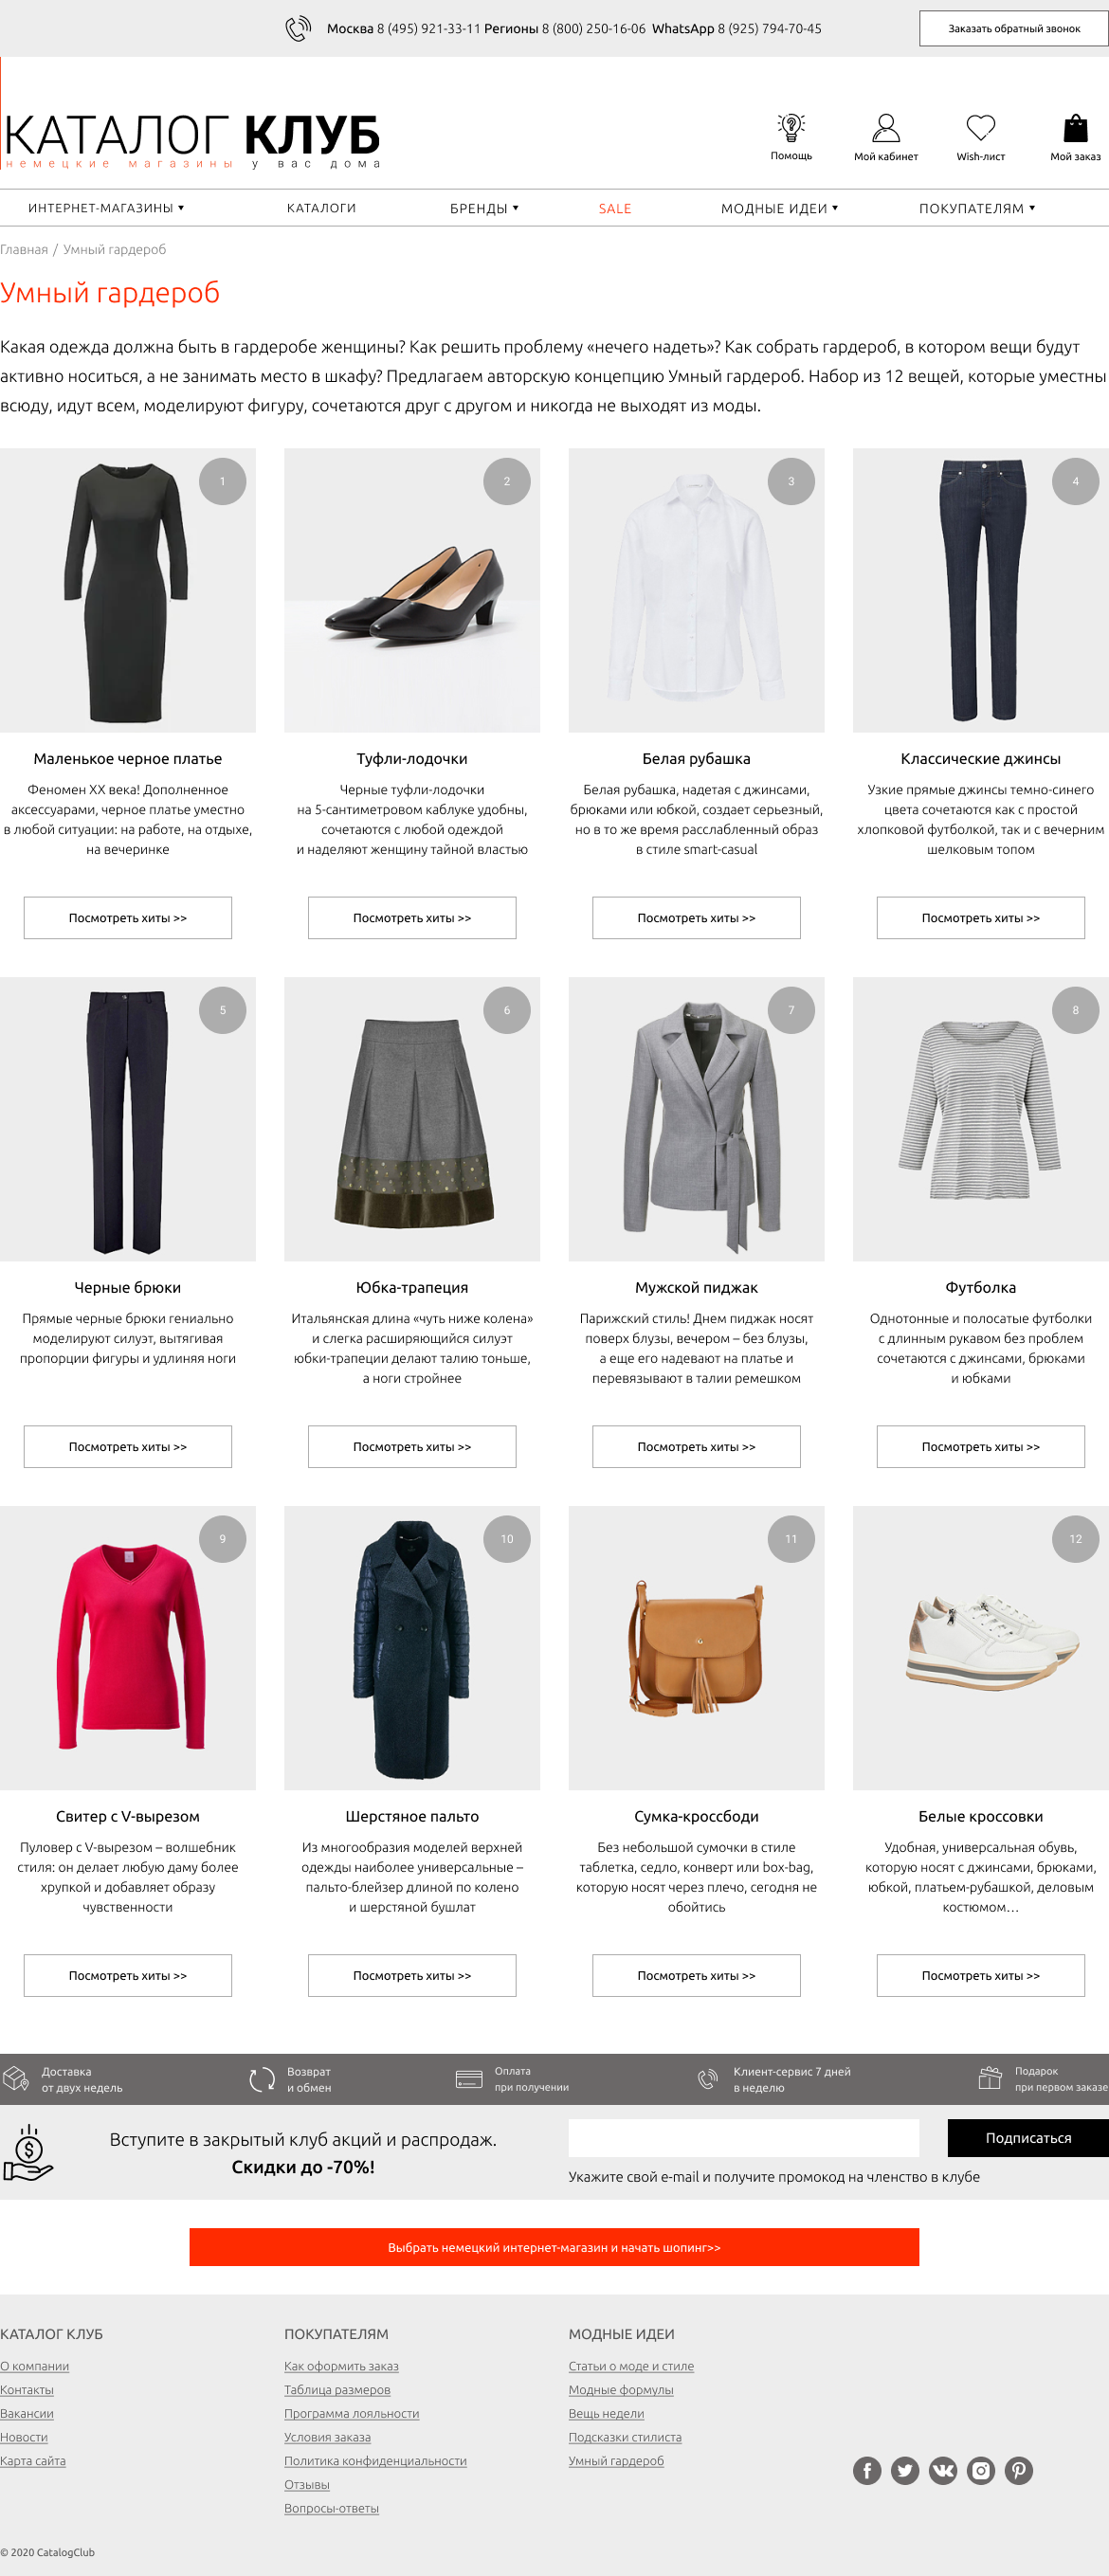 Москва 8 (495) 921-33-11 Регионы 8 (800) 250-16-06 WhatsApp 8 (925) 794-70-45
Заказать обратный звонок
КАТАЛОГ КЛУБ
немецкие магазины у вас дома
Помощь
Мой кабинет
Wish-лист
Мой заказ
ИНТЕРНЕТ-МАГАЗИНЫ
КАТАЛОГИ
БРЕНДЫ
SALE
МОДНЫЕ ИДЕИ
ПОКУПАТЕЛЯМ
Главная / Умный гардероб
Умный гардероб
Какая одежда должна быть в гардеробе женщины? Как решить проблему «нечего надеть»? Как собрать гардероб, в котором вещи будут
активно носиться, а не занимать место в шкафу? Предлагаем авторскую концепцию Умный гардероб. Набор из 12 вещей, которые уместны
всюду, идут всем, моделируют фигуру, сочетаются друг с другом и никогда не выходят из моды.
1
2
3
4
Маленькое черное платье
Феномен XX века! Дополненное
аксессуарами, черное платье уместно
в любой ситуации: на работе, на отдыхе,
на вечеринке
Посмотреть хиты >>
Туфли-лодочки
Черные туфли-лодочки
на 5-сантиметровом каблуке удобны,
сочетаются с любой одеждой
и наделяют женщину тайной властью
Посмотреть хиты >>
Белая рубашка
Белая рубашка, надетая с джинсами,
брюками или юбкой, создает серьезный,
но в то же время расслабленный образ
в стиле smart-casual
Посмотреть хиты >>
Классические джинсы
Узкие прямые джинсы темно-синего
цвета сочетаются как с простой
хлопковой футболкой, так и с вечерним
шелковым топом
Посмотреть хиты >>
5
6
7
8
Черные брюки
Прямые черные брюки гениально
моделируют силуэт, вытягивая
пропорции фигуры и удлиняя ноги
Посмотреть хиты >>
Юбка-трапеция
Итальянская длина «чуть ниже колена»
и слегка расширяющийся силуэт
юбки-трапеции делают талию тоньше,
а ноги стройнее
Посмотреть хиты >>
Мужской пиджак
Парижский стиль! Днем пиджак носят
поверх блузы, вечером – без блузы,
а еще его надевают на платье и
перевязывают в талии ремешком
Посмотреть хиты >>
Футболка
Однотонные и полосатые футболки
с длинным рукавом без проблем
сочетаются с джинсами, брюками
и юбками
Посмотреть хиты >>
9
10
11
12
Свитер с V-вырезом
Пуловер с V-вырезом – волшебник
стиля: он делает любую даму более
хрупкой и добавляет образу
чувственности
Посмотреть хиты >>
Шерстяное пальто
Из многообразия моделей верхней
одежды наиболее универсальные –
пальто-блейзер длиной по колено
и шерстяной бушлат
Посмотреть хиты >>
Сумка-кроссбоди
Без небольшой сумочки в стиле
таблетка, седло, конверт или box-bag,
которую носят через плечо, сегодня не
обойтись
Посмотреть хиты >>
Белые кроссовки
Удобная, универсальная обувь,
которую носят с джинсами, брюками,
юбкой, платьем-рубашкой, деловым
костюмом…
Посмотреть хиты >>
Доставка
от двух недель
Возврат
и обмен
Оплата
при получении
Клиент-сервис 7 дней
в неделю
Подарок
при первом заказе
Вступите в закрытый клуб акций и распродаж.
Скидки до -70%!
Подписаться
Укажите свой e-mail и получите промокод на членство в клубе
Выбрать немецкий интернет-магазин и начать шопинг>>
КАТАЛОГ КЛУБ
О компании
Контакты
Вакансии
Новости
Карта сайта
ПОКУПАТЕЛЯМ
Как оформить заказ
Таблица размеров
Программа лояльности
Условия заказа
Политика конфиденциальности
Отзывы
Вопросы-ответы
МОДНЫЕ ИДЕИ
Статьи о моде и стиле
Модные формулы
Вещь недели
Подсказки стилиста
Умный гардероб
© 2020 CatalogClub